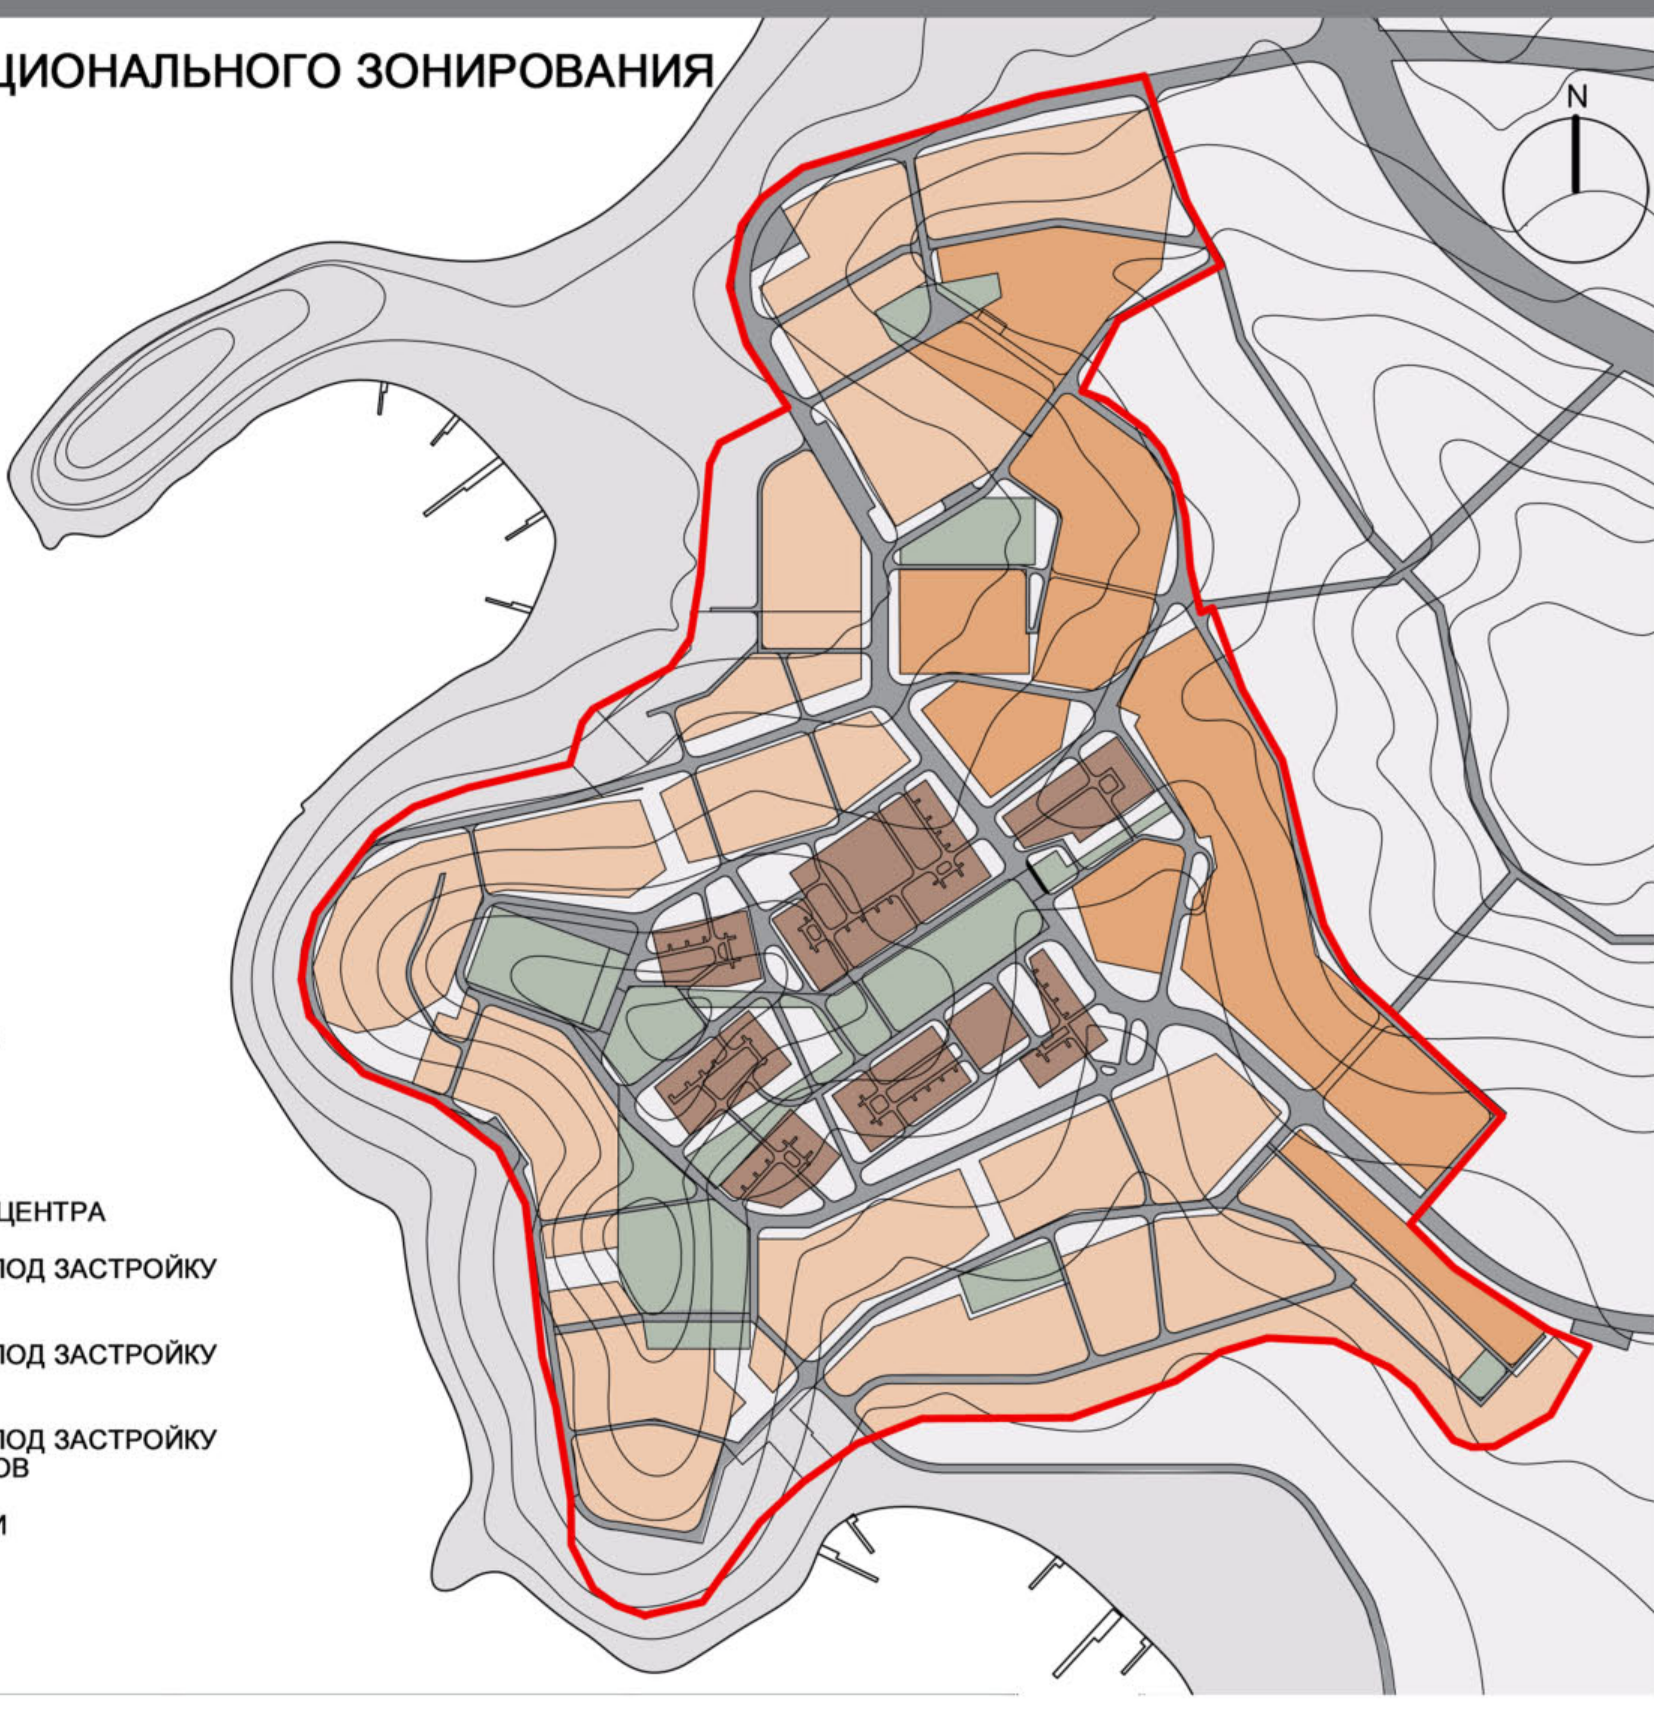 ЦИОНАЛЬНОГО ЗОНИРОВАНИЯ
N
ЦЕНТРА
ПОД ЗАСТРОЙКУ
ПОД ЗАСТРОЙКУ
ПОД ЗАСТРОЙКУ
ОВ
И